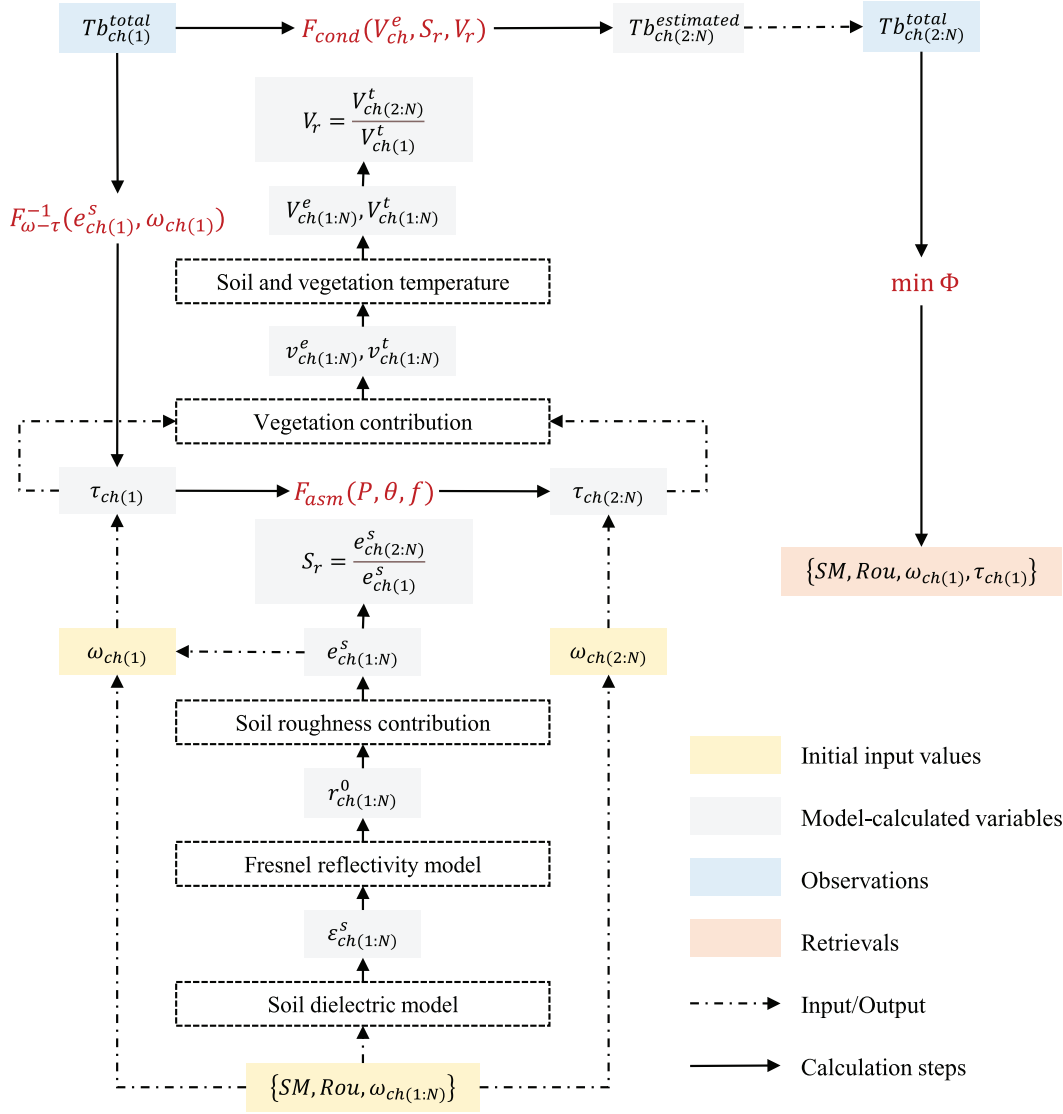 Tb_{ch(1)}^{total}
F_{cond}(V_{ch}^{e}, S_r, V_r)
Tb_{ch(2:N)}^{estimated}
Tb_{ch(2:N)}^{total}
V_r = \frac{V_{ch(2:N)}^{t}}{V_{ch(1)}^{t}}
F_{ω−τ}^{−1}(e_{ch(1)}^{s}, ω_{ch(1)})
V_{ch(1:N)}^{e}, V_{ch(1:N)}^{t}
Soil and vegetation temperature
min Φ
v_{ch(1:N)}^{e}, v_{ch(1:N)}^{t}
Vegetation contribution
τ_{ch(1)}
F_{asm}(P, θ, f)
τ_{ch(2:N)}
S_r = \frac{e_{ch(2:N)}^{s}}{e_{ch(1)}^{s}}
{SM, Rou, ω_{ch(1)}, τ_{ch(1)}}
ω_{ch(1)}
e_{ch(1:N)}^{s}
ω_{ch(2:N)}
Soil roughness contribution
r_{ch(1:N)}^{0}
Fresnel reflectivity model
ε_{ch(1:N)}^{s}
Soil dielectric model
{SM, Rou, ω_{ch(1:N)}}
Initial input values
Model-calculated variables
Observations
Retrievals
Input/Output
Calculation steps